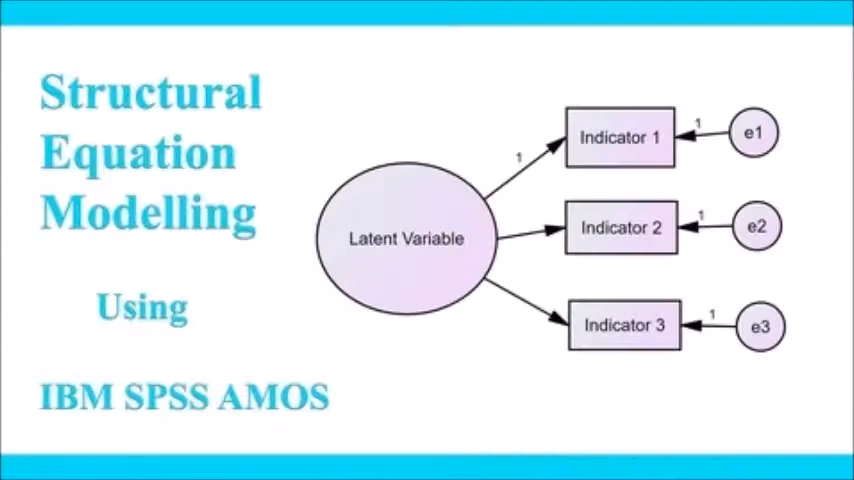 Structural
Equation
Modelling
Using
IBM SPSS AMOS
Latent Variable
1
Indicator 1
1
e1
Indicator 2
1
e2
Indicator 3
1
e3